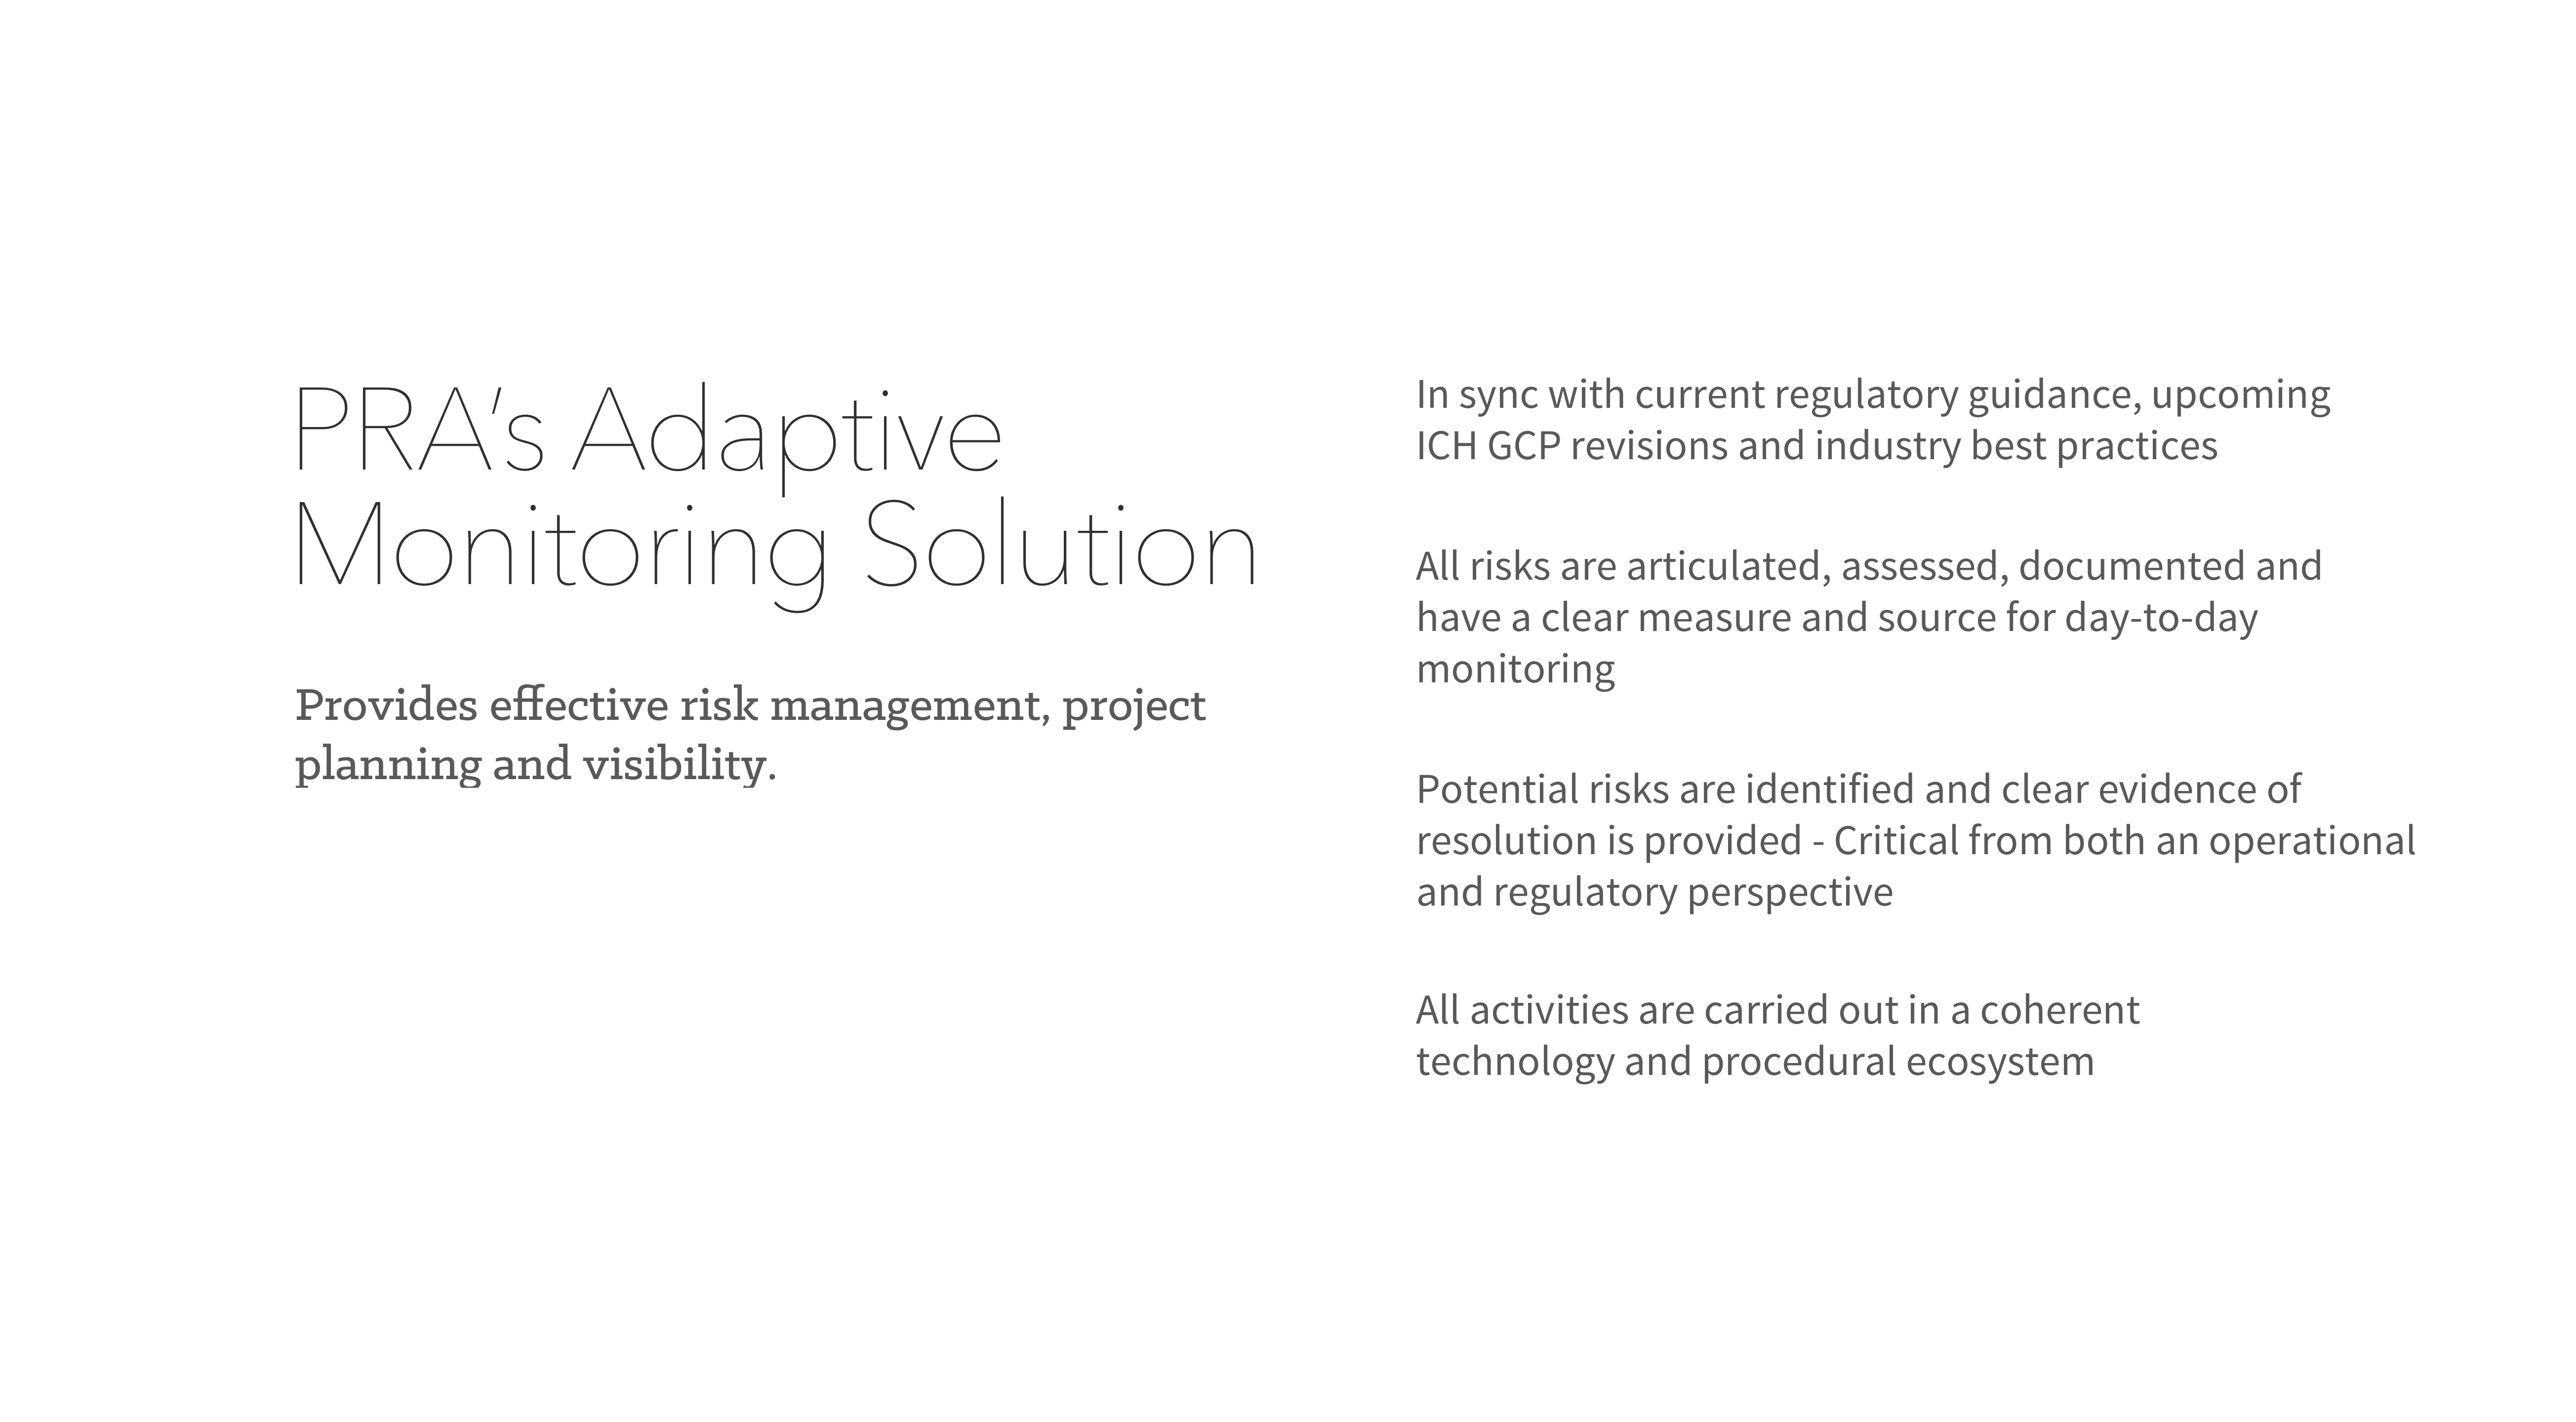 PRA’s Adaptive
Monitoring Solution
Provides effective risk management, project
planning and visibility.
In sync with current regulatory guidance, upcoming
ICH GCP revisions and industry best practices
All risks are articulated, assessed, documented and
have a clear measure and source for day-to-day
monitoring
Potential risks are identified and clear evidence of
resolution is provided - Critical from both an operational
and regulatory perspective
All activities are carried out in a coherent
technology and procedural ecosystem